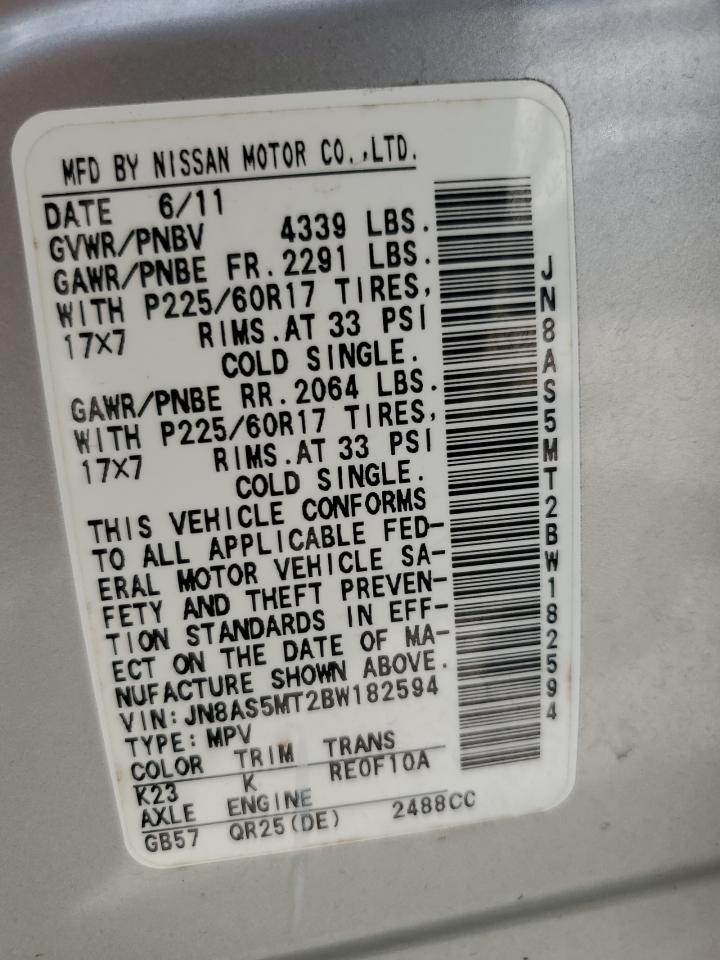 MFD BY NISSAN MOTOR CO.,LTD.
DATE 6/11
GVWR/PNBV 4339 LBS.
GAWR/PNBE FR.2291 LBS.
WITH P225/60R17 TIRES,
17X7 RIMS.AT 33 PSI
COLD SINGLE.
GAWR/PNBE RR.2064 LBS.
WITH P225/60R17 TIRES,
17X7 RIMS.AT 33 PSI
COLD SINGLE.
THIS VEHICLE CONFORMS
TO ALL APPLICABLE FED-
ERAL MOTOR VEHICLE SA-
FETY AND THEFT PREVEN-
TION STANDARDS IN EFF-
ECT ON THE DATE OF MA-
NUFACTURE SHOWN ABOVE.
VIN:JN8AS5MT2BW182594
TYPE:MPV
COLOR TRIM TRANS
K23 K RE0F10A
AXLE ENGINE
GB57 QR25(DE) 2488CC
JN8AS5MT2BW182594